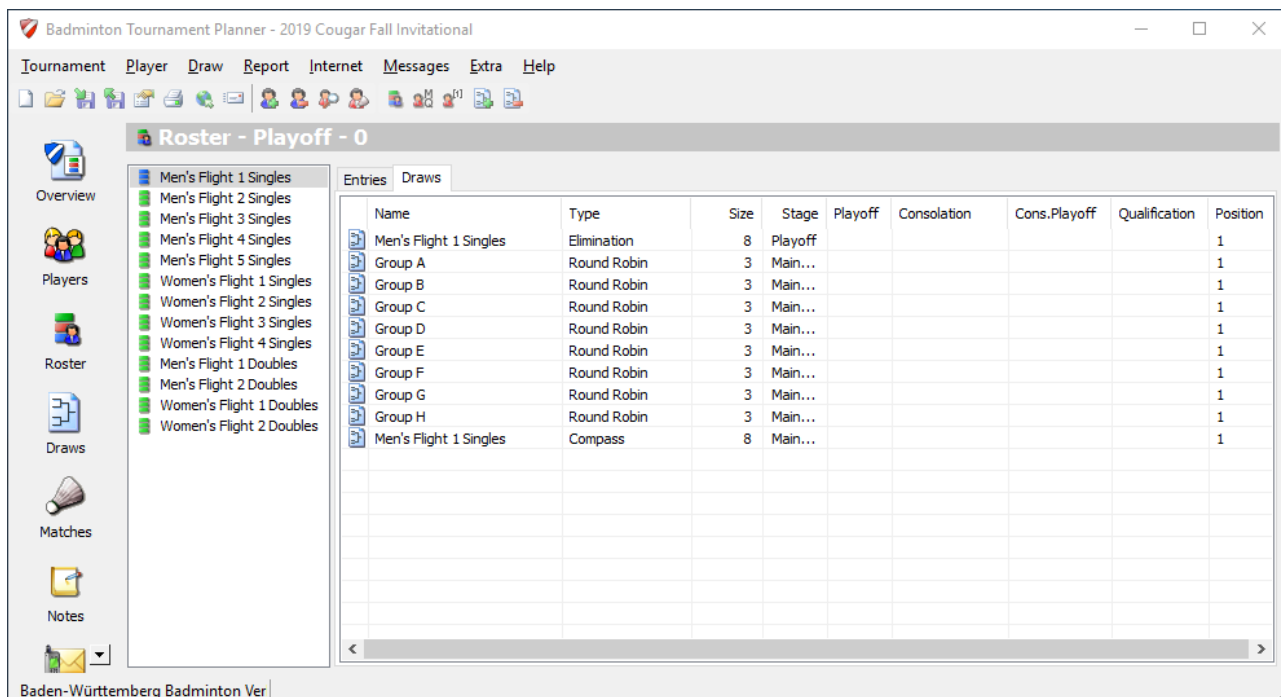 Badminton Tournament Planner - 2019 Cougar Fall Invitational
Tournament Player Draw Report Internet Messages Extra Help
Roster - Playoff - 0
Overview
Players
Roster
Draws
Matches
Notes
Men's Flight 1 Singles
Men's Flight 2 Singles
Men's Flight 3 Singles
Men's Flight 4 Singles
Men's Flight 5 Singles
Women's Flight 1 Singles
Women's Flight 2 Singles
Women's Flight 3 Singles
Women's Flight 4 Singles
Men's Flight 1 Doubles
Men's Flight 2 Doubles
Women's Flight 1 Doubles
Women's Flight 2 Doubles
Entries Draws
Name Type Size Stage Playoff Consolation Cons.Playoff Qualification Position
Men's Flight 1 Singles Elimination 8 Playoff 1
Group A Round Robin 3 Main... 1
Group B Round Robin 3 Main... 1
Group C Round Robin 3 Main... 1
Group D Round Robin 3 Main... 1
Group E Round Robin 3 Main... 1
Group F Round Robin 3 Main... 1
Group G Round Robin 3 Main... 1
Group H Round Robin 3 Main... 1
Men's Flight 1 Singles Compass 8 Main... 1
Baden-Württemberg Badminton Ver